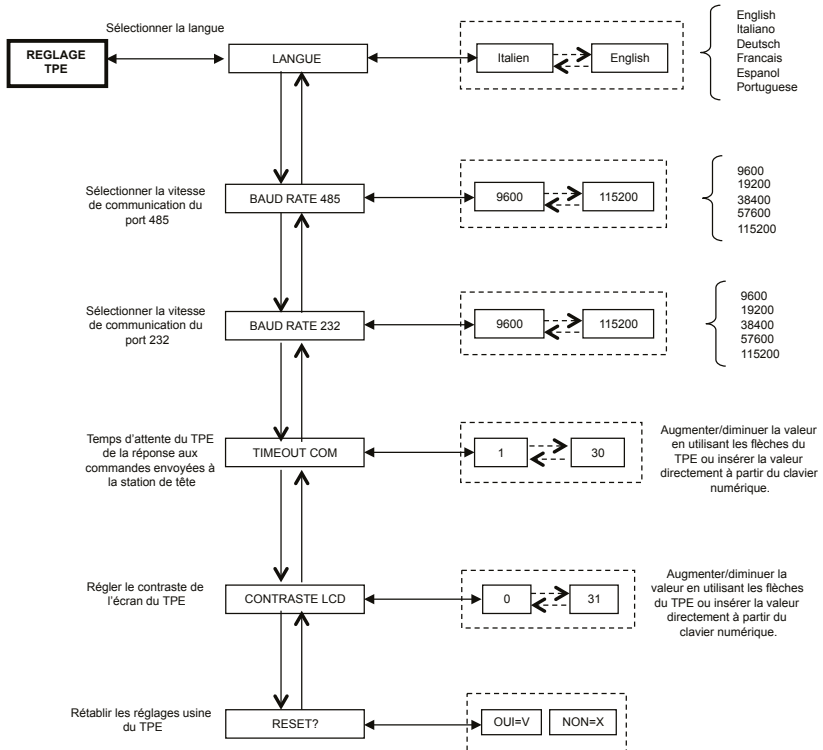 Sélectionner la langue
REGLAGE
TPE
LANGUE
Italien
English
English
Italiano
Deutsch
Francais
Espanol
Portuguese
Sélectionner la vitesse
de communication du
port 485
BAUD RATE 485
9600
115200
9600
19200
38400
57600
115200
Sélectionner la vitesse
de communication du
port 232
BAUD RATE 232
9600
115200
9600
19200
38400
57600
115200
Temps d'attente du TPE
de la réponse aux
commandes envoyées à
la station de tête
TIMEOUT COM
1
30
Augmenter/diminuer la valeur
en utilisant les flèches du
TPE ou insérer la valeur
directement à partir du clavier
numérique.
Régler le contraste de
l'écran du TPE
CONTRASTE LCD
0
31
Augmenter/diminuer la
valeur en utilisant les flèches
du TPE ou insérer la valeur
directement à partir du
clavier numérique.
Rétablir les réglages usine
du TPE
RESET?
OUI=V
NON=X